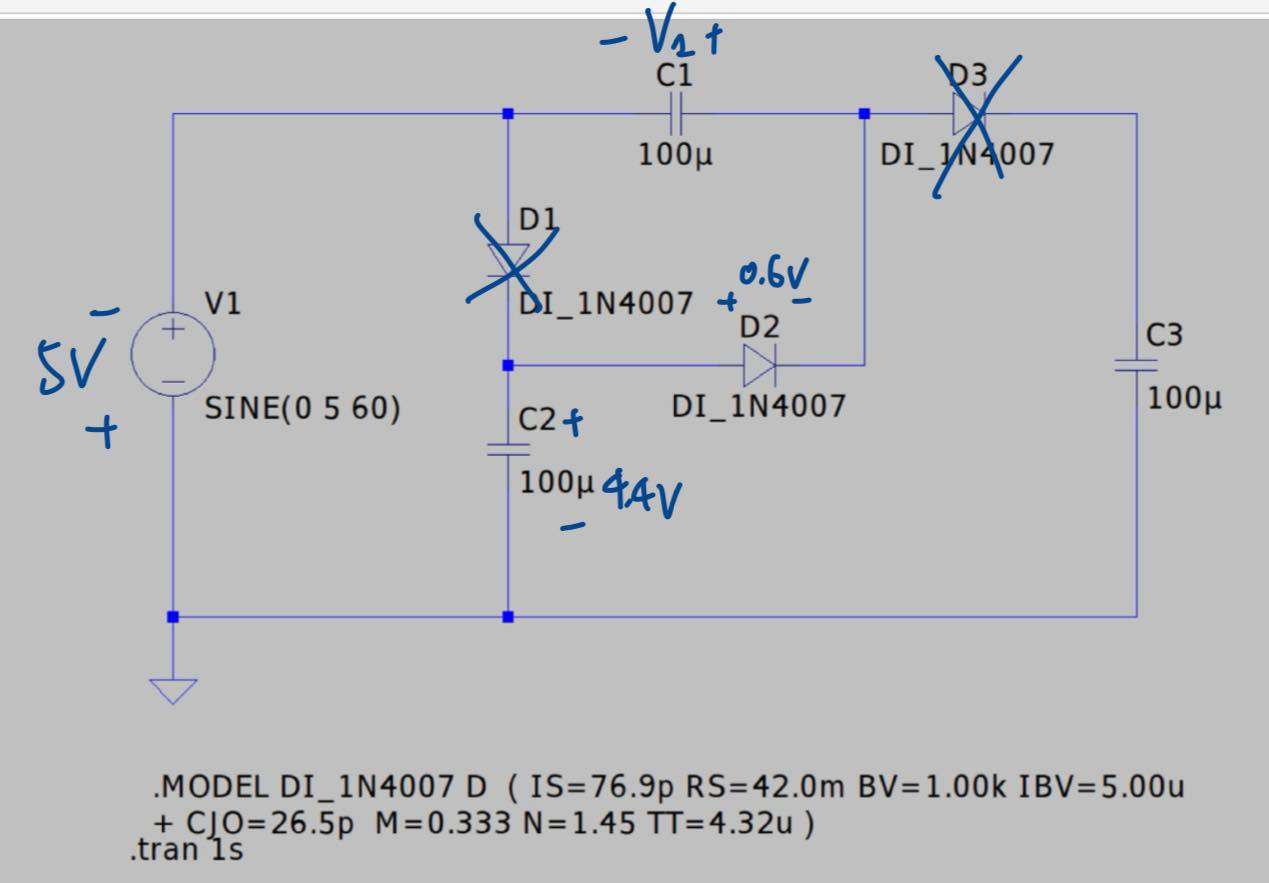 - V1 +
C1
100µ
D3
DI_1N4007
D1
DI_1N4007
0.6V
+ -
D2
DI_1N4007
-
V1
+
5V
-
SINE(0 5 60)
+
C2 +
100µ 4.4V
-
C3
100µ
.MODEL DI_1N4007 D ( IS=76.9p RS=42.0m BV=1.00k IBV=5.00u
+ CJO=26.5p M=0.333 N=1.45 TT=4.32u )
.tran 1s